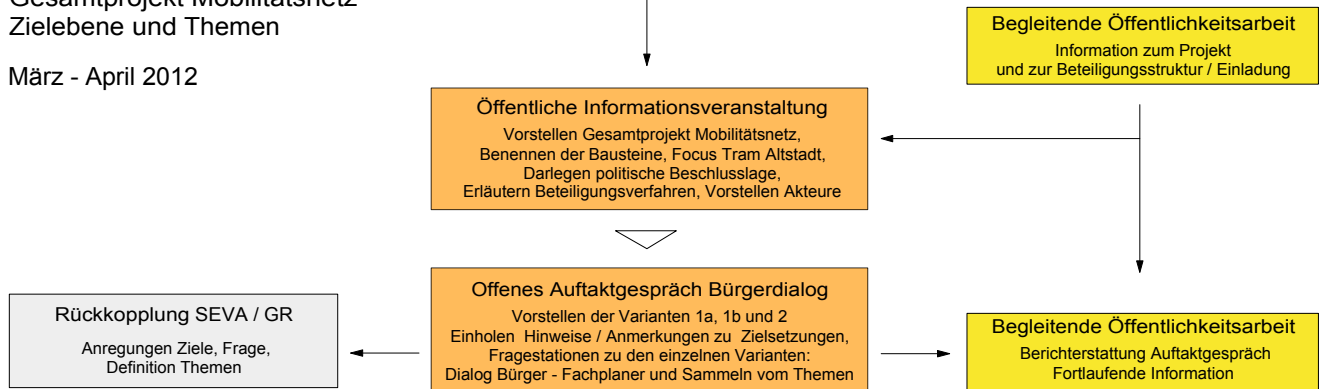 Gesamtprojekt Mobilitätsnetz
Zielebene und Themen
März - April 2012
Begleitende Öffentlichkeitsarbeit
Information zum Projekt
und zur Beteiligungsstruktur / Einladung
Öffentliche Informationsveranstaltung
Vorstellen Gesamtprojekt Mobilitätsnetz,
Benennen der Bausteine, Focus Tram Altstadt,
Darlegen politische Beschlusslage,
Erläutern Beteiligungsverfahren, Vorstellen Akteure
Offenes Auftaktgespräch Bürgerdialog
Vorstellen der Varianten 1a, 1b und 2
Einholen Hinweise / Anmerkungen zu Zielsetzungen,
Fragestationen zu den einzelnen Varianten:
Dialog Bürger - Fachplaner und Sammeln vom Themen
Rückkopplung SEVA / GR
Anregungen Ziele, Frage,
Definition Themen
Begleitende Öffentlichkeitsarbeit
Berichterstattung Auftaktgespräch
Fortlaufende Information